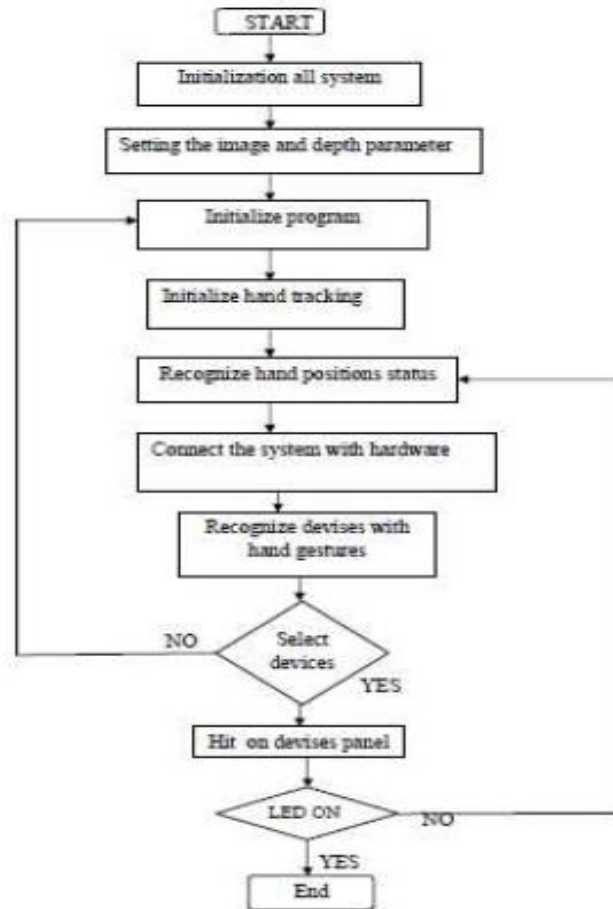 START
Initialization all system
Setting the image and depth parameter
Initialize program
Initialize hand tracking
Recognize hand positions status
Connect the system with hardware
Recognize devises with
hand gestures
Select
devices
NO
YES
Hit on devises panel
LED ON
NO
YES
End